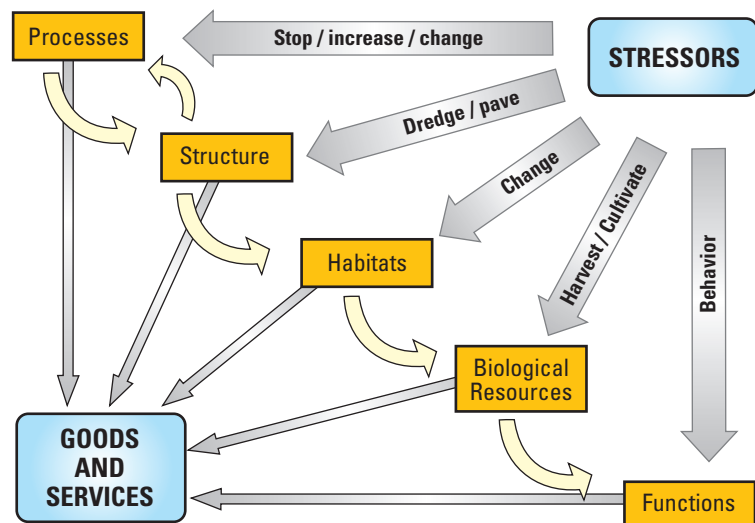 Processes
Stop / increase / change
STRESSORS
Dredge / pave
Structure
Change
Harvest / Cultivate
Behavior
Habitats
Biological
Resources
GOODS
AND
SERVICES
Functions